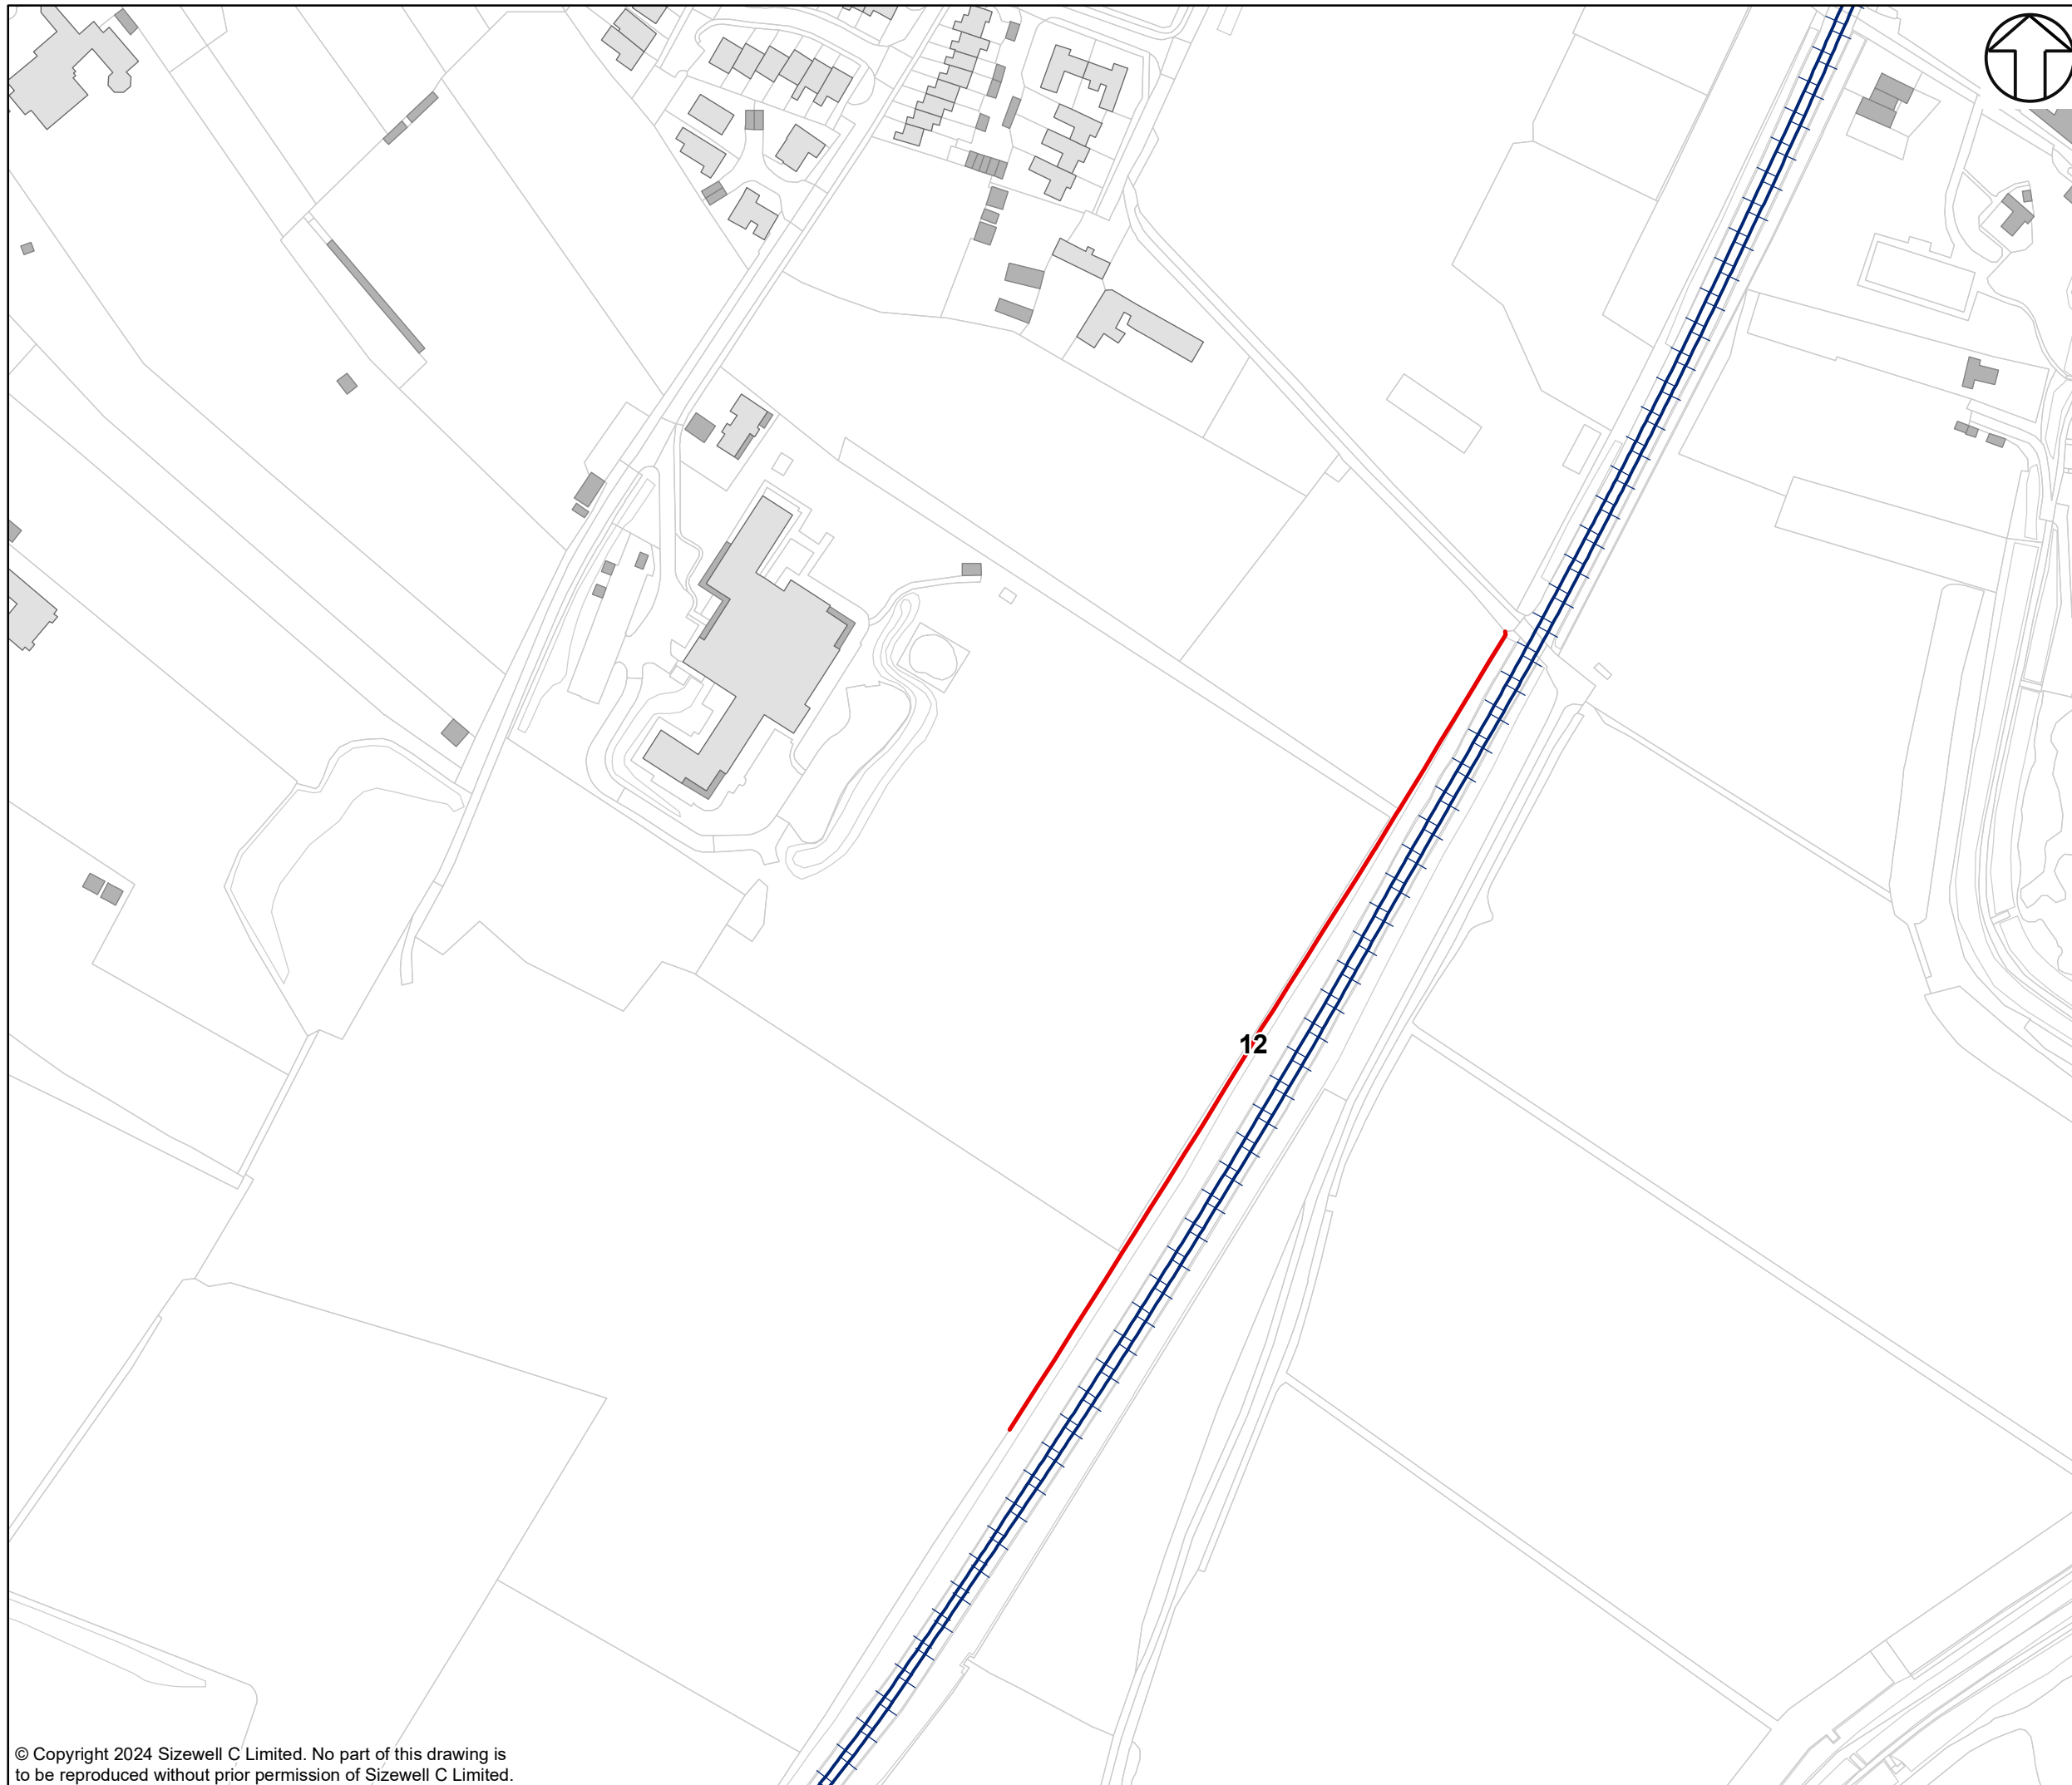 12
© Copyright 2024 Sizewell C Limited. No part of this drawing is
to be reproduced without prior permission of Sizewell C Limited.